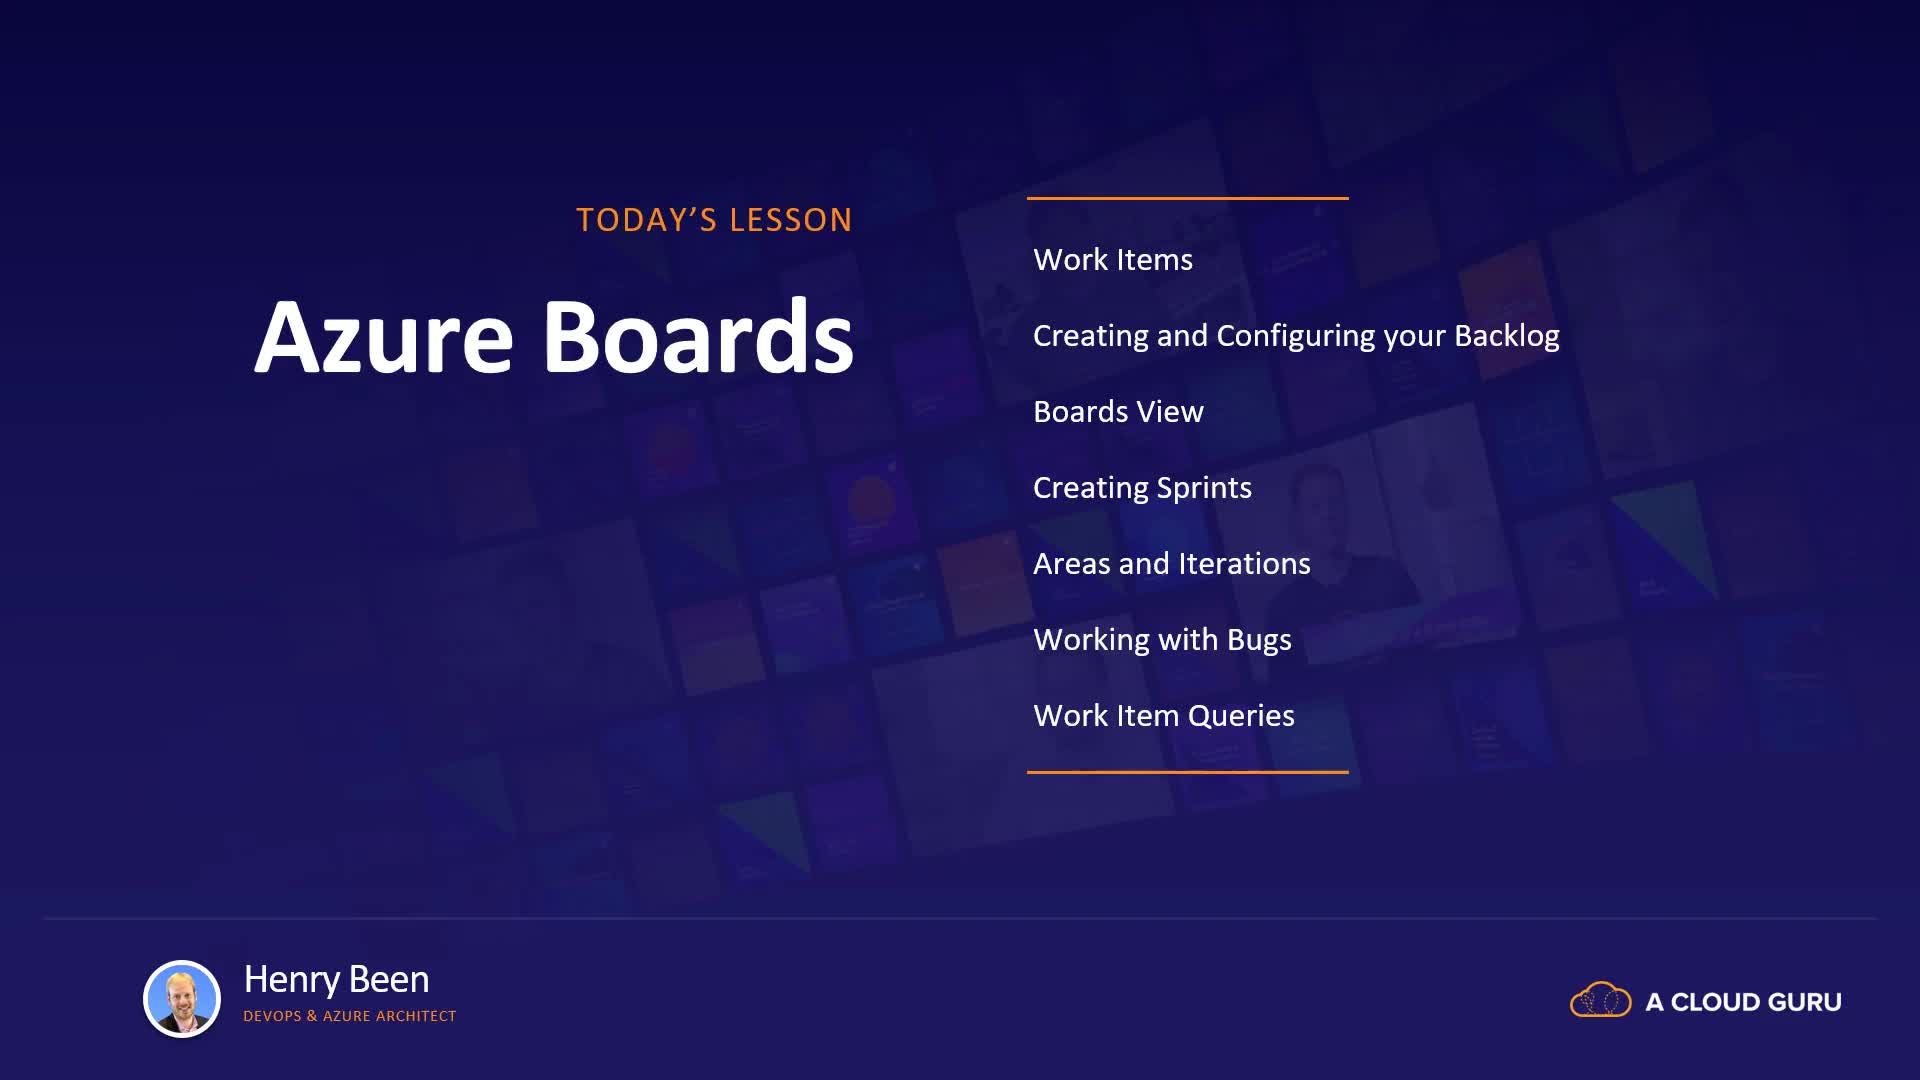 TODAY’S LESSON
Azure Boards
Work Items
Creating and Configuring your Backlog
Boards View
Creating Sprints
Areas and Iterations
Working with Bugs
Work Item Queries
Henry Been
DEVOPS & AZURE ARCHITECT
A CLOUD GURU